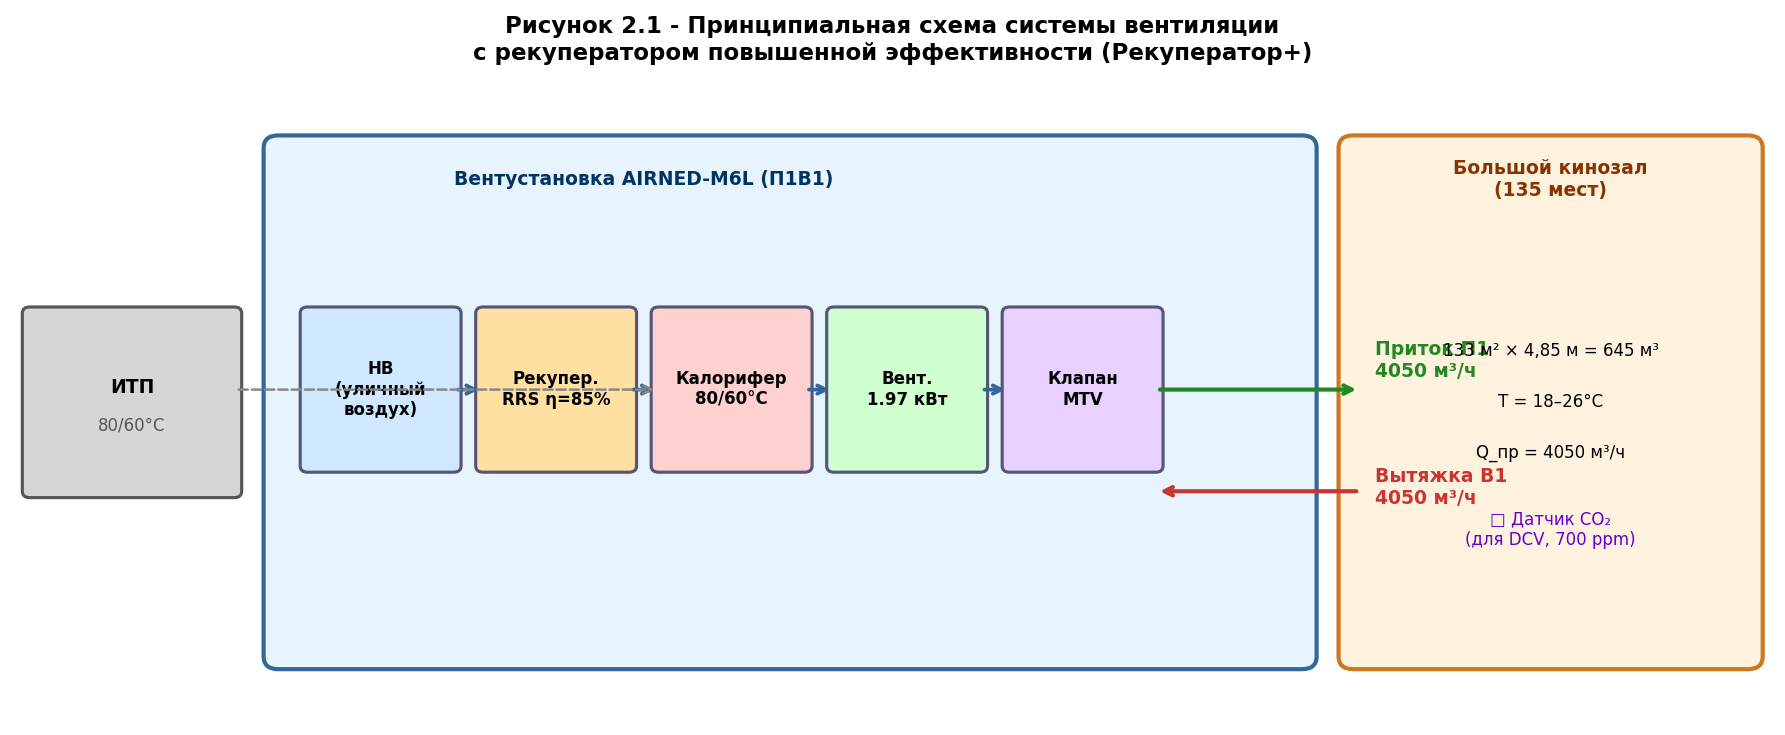 Рисунок 2.1 - Принципиальная схема системы вентиляции
с рекуператором повышенной эффективности (Рекуператор+)
Вентустановка AIRNED-M6L (П1В1)
Большой кинозал
(135 мест)
ИТП
80/60°C
НВ
(уличный
воздух)
Рекупер.
RRS η=85%
Калорифер
80/60°C
Вент.
1.97 кВт
Клапан
MTV
Приток П1
4050 м³/ч
133 м² × 4,85 м = 645 м³
T = 18–26°C
Q_пр = 4050 м³/ч
Вытяжка В1
4050 м³/ч
□ Датчик CO₂
(для DCV, 700 ppm)